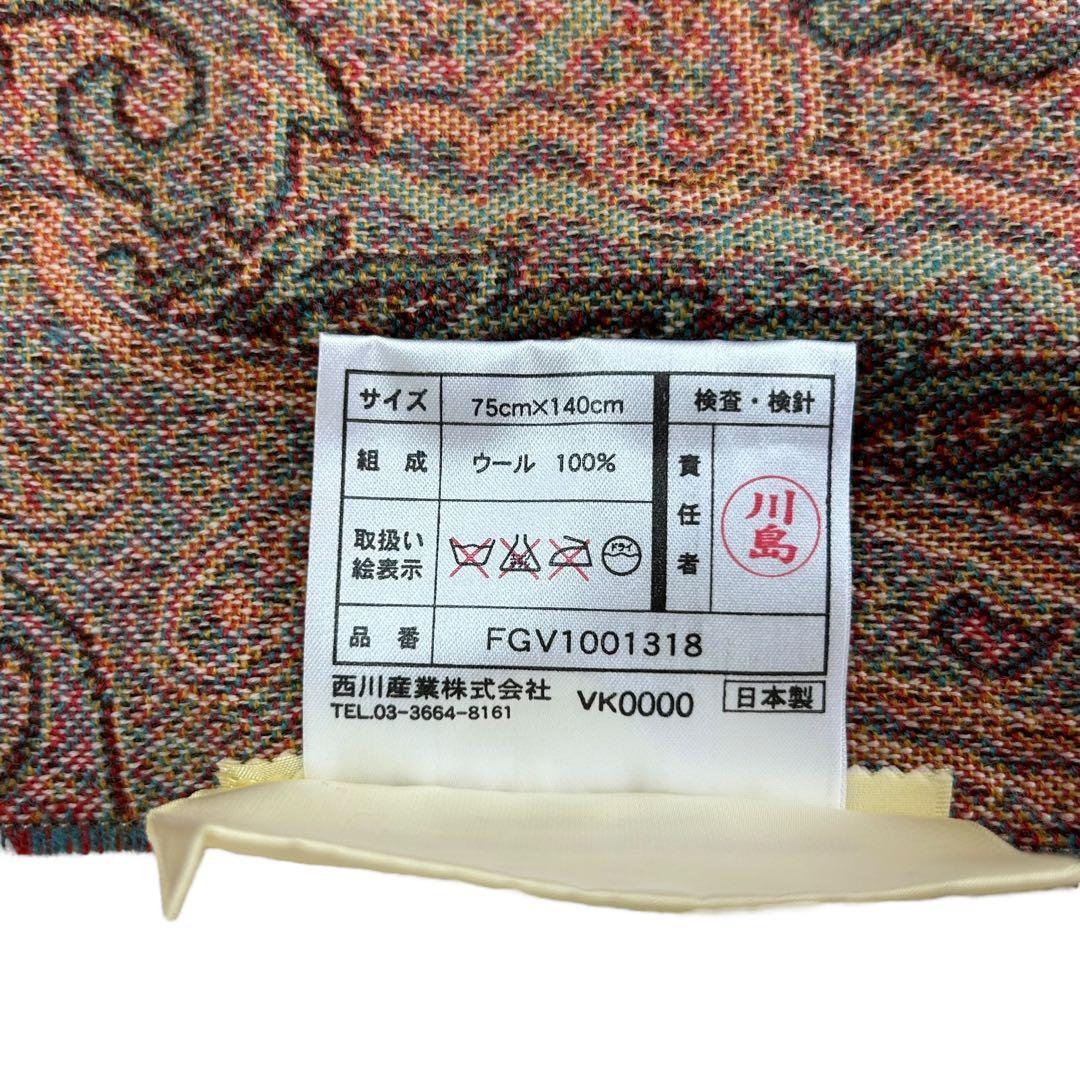 サイズ 75cm×140cm 検査・検針
組成 ウール 100% 責任者 川島
取扱い絵表示 ドライ
品番 FGV1001318
西川産業株式会社 VK0000 日本製
TEL.03-3664-8161